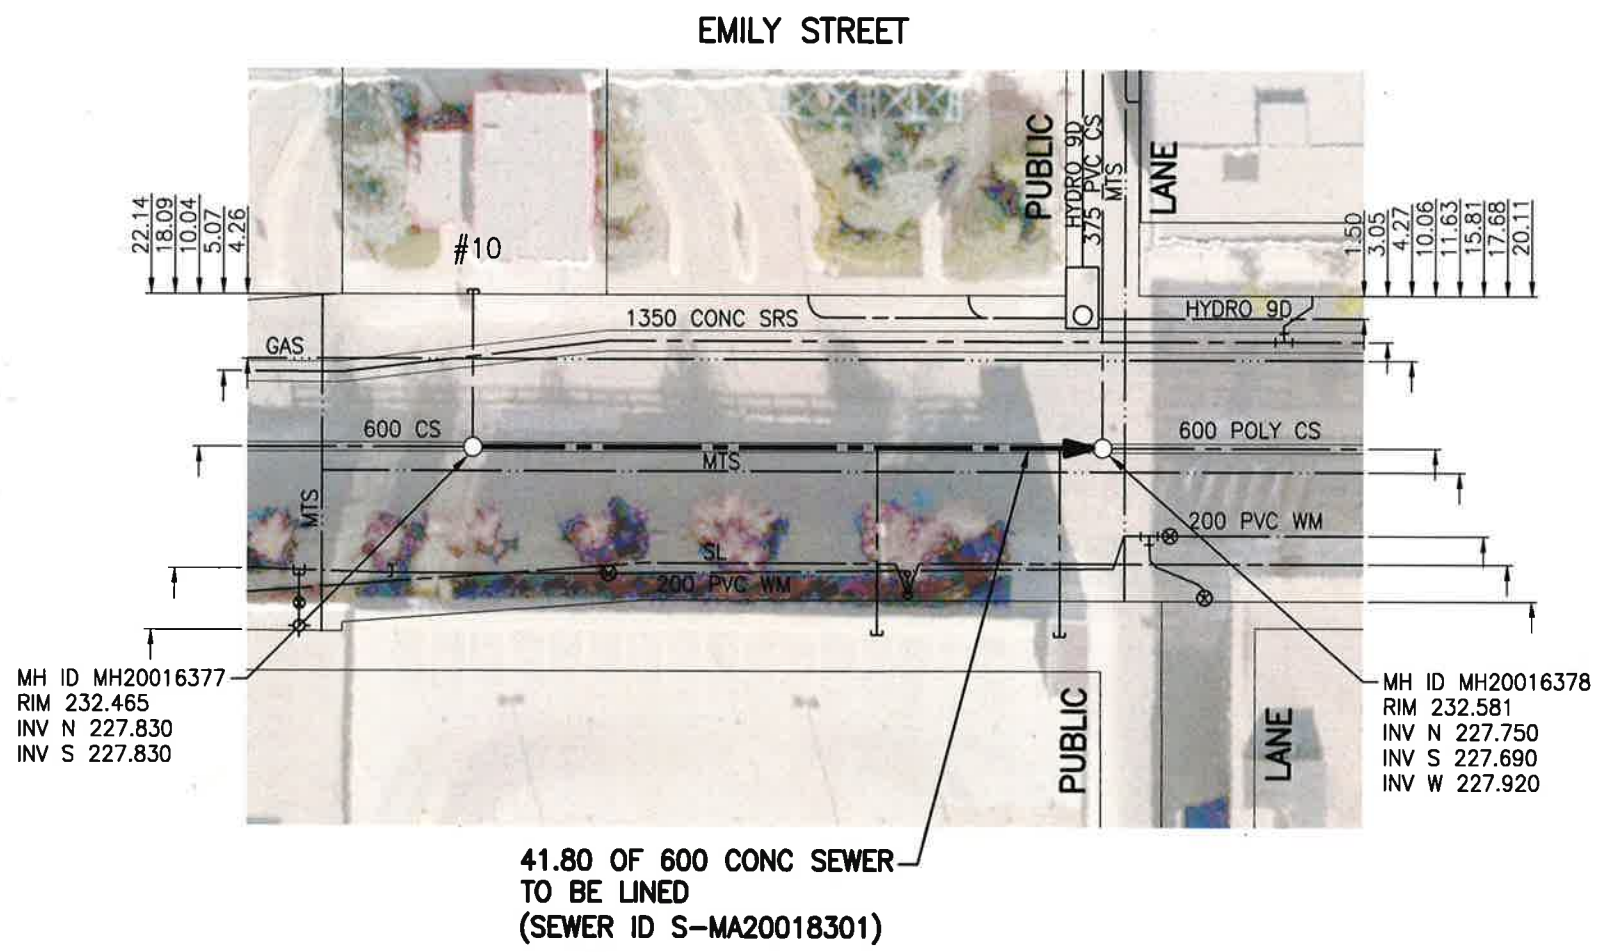 EMILY STREET
PUBLIC
HYDRO 9D
375 PVC CS
MTS
LANE
22.14
18.09
10.04
5.07
4.26
#10
1.50
3.05
4.27
10.06
11.63
15.81
17.68
20.11
1350 CONC SRS
HYDRO 9D
GAS
600 CS
600 POLY CS
MTS
MTS
200 PVC WM
SL
200 PVC WM
MH ID MH20016377
RIM 232.465
INV N 227.830
INV S 227.830
PUBLIC
LANE
MH ID MH20016378
RIM 232.581
INV N 227.750
INV S 227.690
INV W 227.920
41.80 OF 600 CONC SEWER
TO BE LINED
(SEWER ID S-MA20018301)